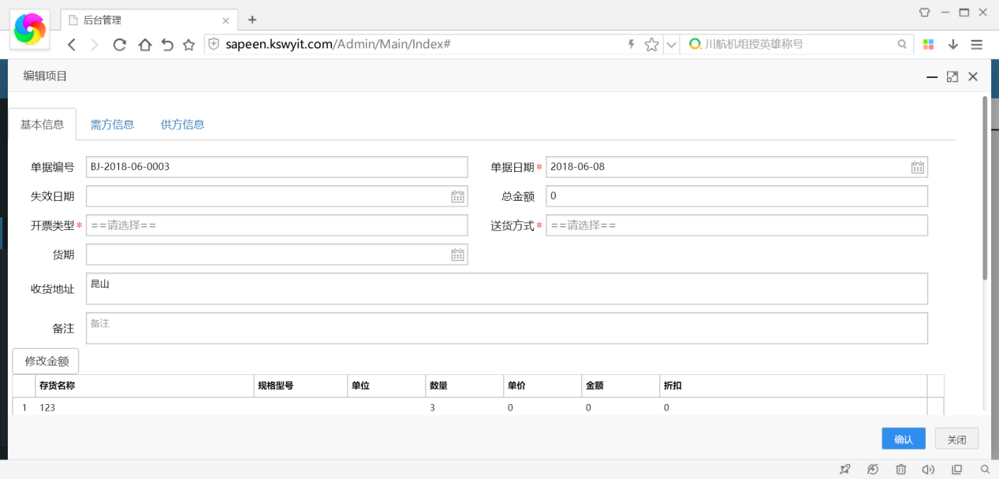 后台管理
sapeen.kswyit.com/Admin/Main/Index#
川航机组授英雄称号
编辑项目
基本信息 需方信息 供方信息
单据编号 BJ-2018-06-0003 单据日期* 2018-06-08
失效日期 总金额 0
开票类型* ==请选择== 送货方式* ==请选择==
货期
收货地址 昆山
备注 备注
修改金额
存货名称 规格型号 单位 数量 单价 金额 折扣
1 123 3 0 0 0
确认 关闭